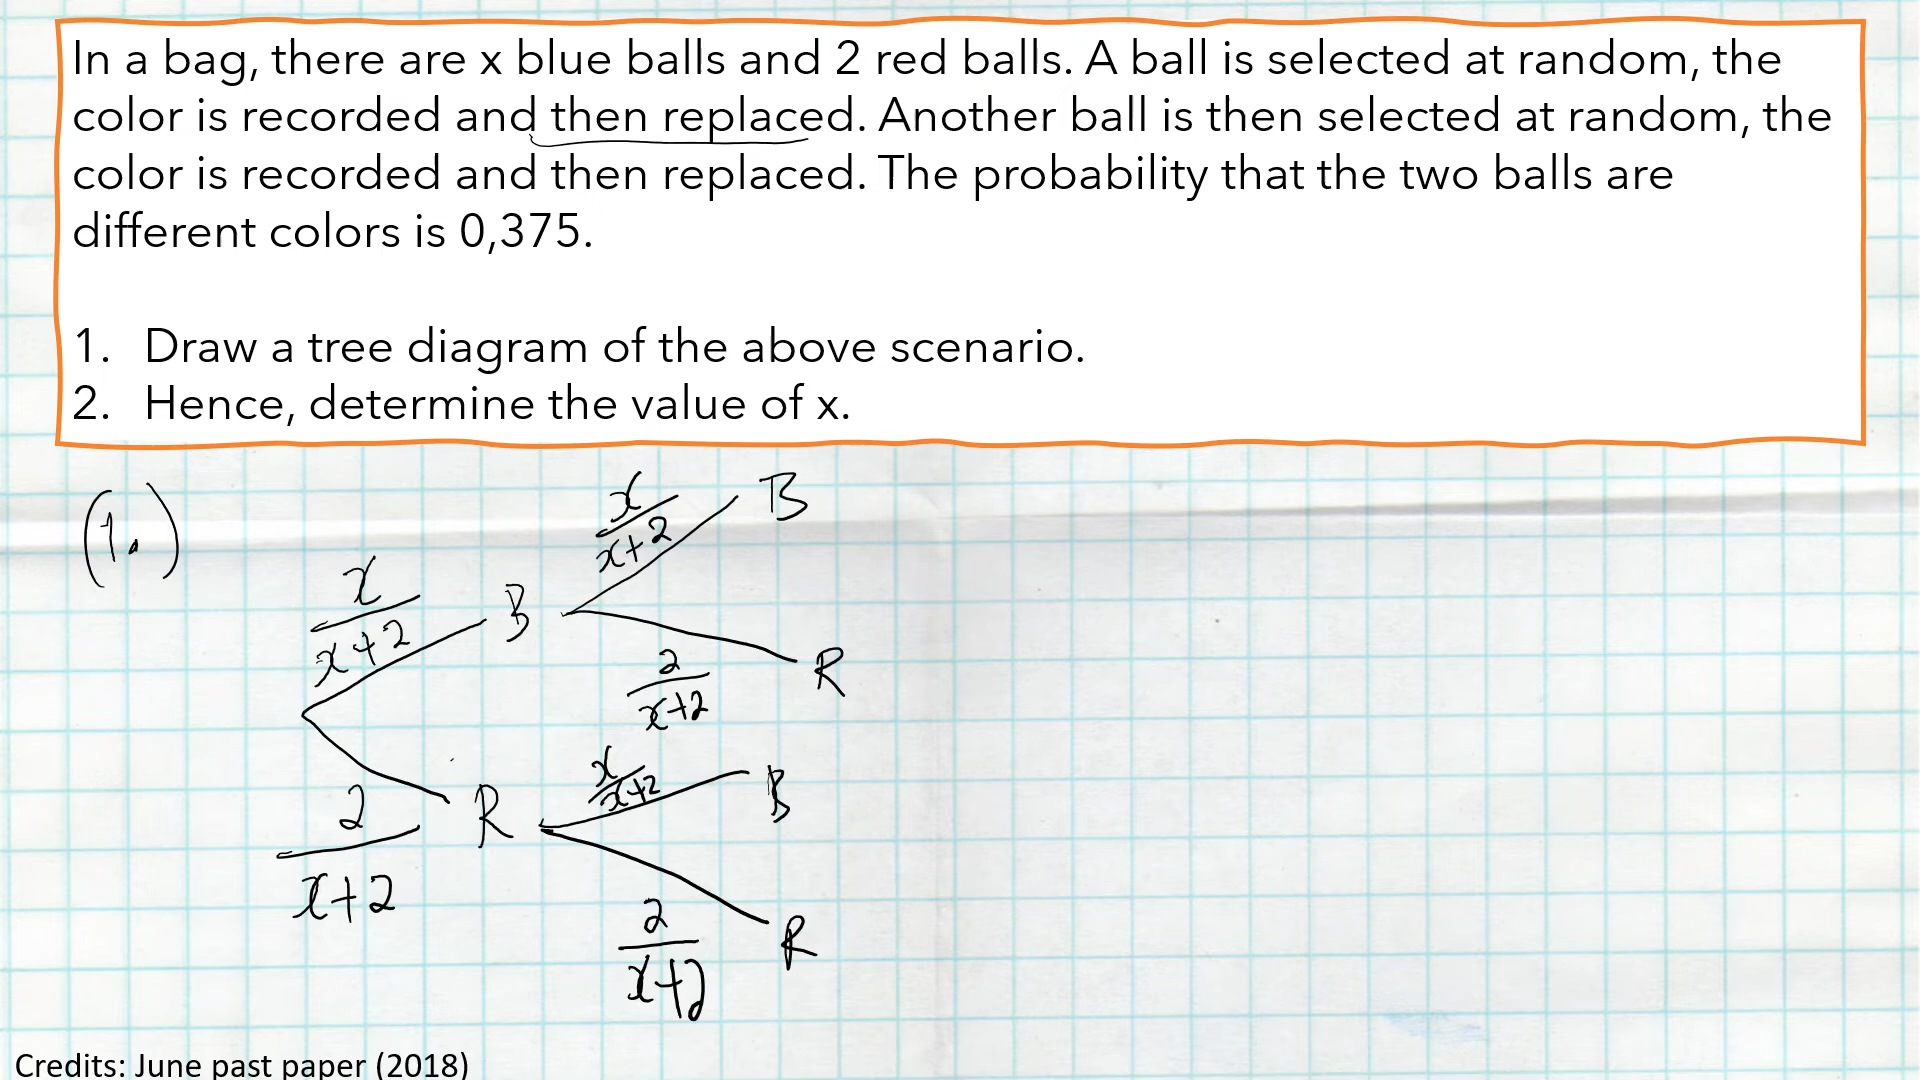 In a bag, there are x blue balls and 2 red balls. A ball is selected at random, the
color is recorded and then replaced. Another ball is then selected at random, the
color is recorded and then replaced. The probability that the two balls are
different colors is 0,375.
1. Draw a tree diagram of the above scenario.
2. Hence, determine the value of x.
(1.)
x
x+2
B
x
x+2
B
2
x+2
R
2
x+2
R
x
x+2
B
2
x+2
R
Credits: June past paper (2018)